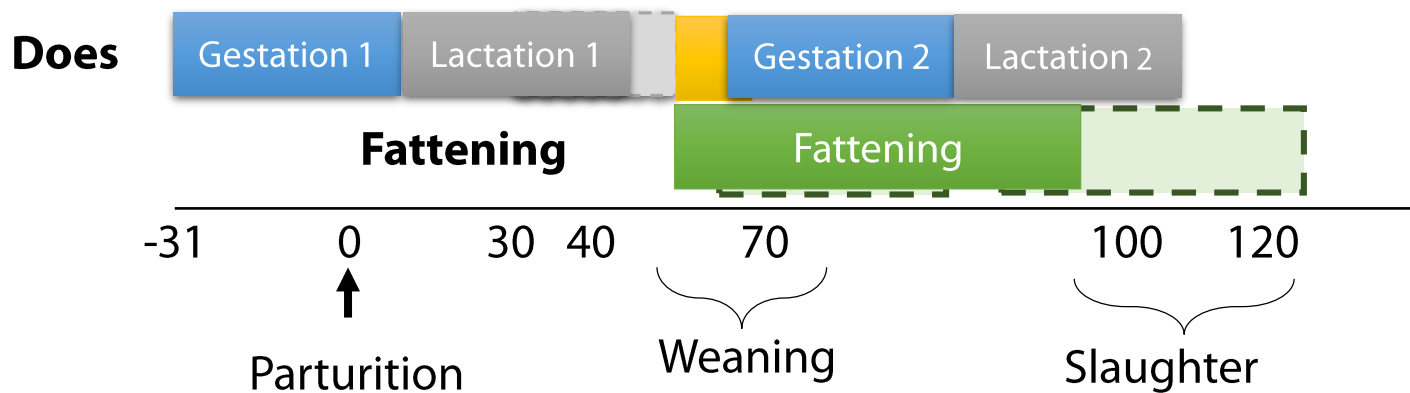 Does
Gestation 1
Lactation 1
Gestation 2
Lactation 2
Fattening
Fattening
-31
0
30
40
70
100
120
Parturition
Weaning
Slaughter